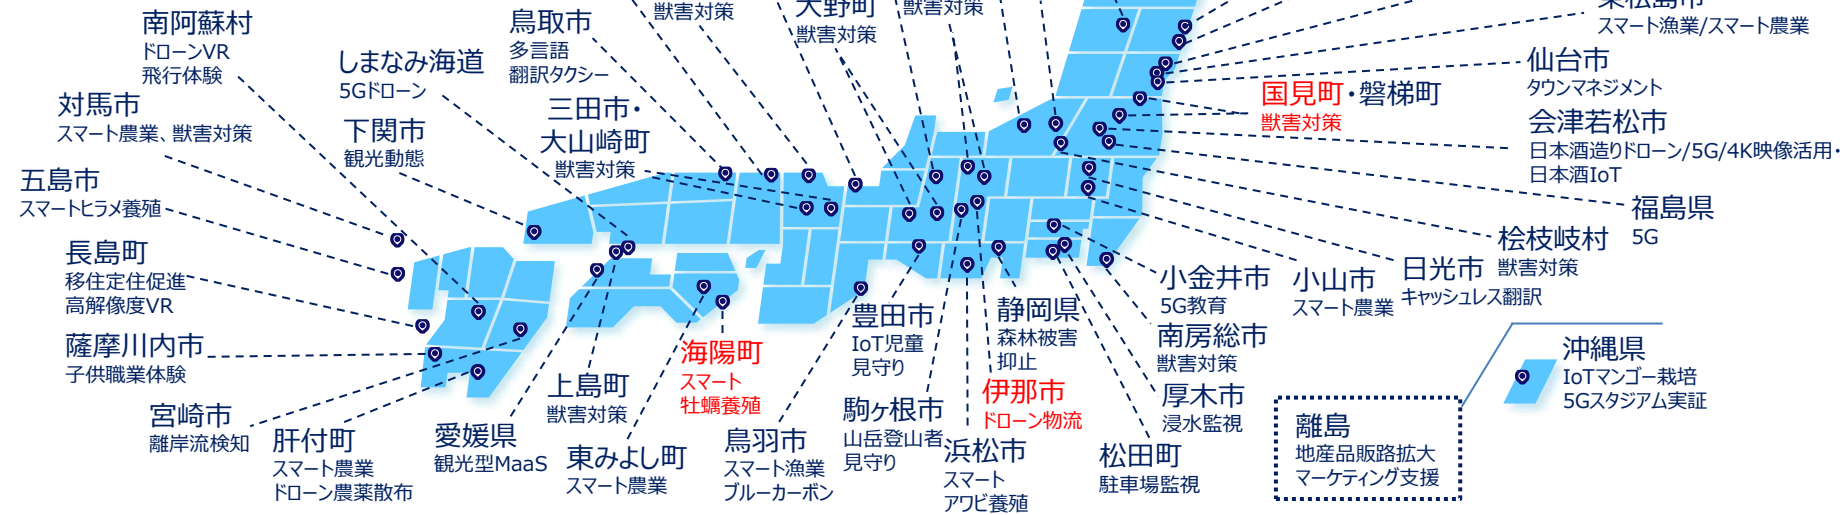 南阿蘇村
ドローンVR
飛行体験
鳥取市
多言語
翻訳タクシー
獣害対策
大野町
獣害対策
獣害対策
スマート漁業/スマート農業
しまなみ海道
5Gドローン
対馬市
スマート農業、獣害対策
下関市
観光動態
三田市・
大山崎町
獣害対策
仙台市
タウンマネジメント
国見町・磐梯町
獣害対策
会津若松市
日本酒造りドローン/5G/4K映像活用・
日本酒IoT
五島市
スマートヒラメ養殖
福島県
5G
長島町
移住定住促進
高解像度VR
桧枝岐村
獣害対策
日光市
キャッシュレス翻訳
小山市
スマート農業
小金井市
5G教育
薩摩川内市
子供職業体験
豊田市
IoT児童
見守り
静岡県
森林被害
抑止
南房総市
獣害対策
海陽町
スマート
牡蠣養殖
上島町
獣害対策
伊那市
ドローン物流
厚木市
浸水監視
沖縄県
IoTマンゴー栽培
5Gスタジアム実証
宮崎市
離岸流検知
肝付町
スマート農業
ドローン農薬散布
愛媛県
観光型MaaS
東みよし町
スマート農業
鳥羽市
スマート漁業
ブルーカーボン
駒ヶ根市
山岳登山者
見守り
浜松市
スマート
アワビ養殖
松田町
駐車場監視
離島
地産品販路拡大
マーケティング支援